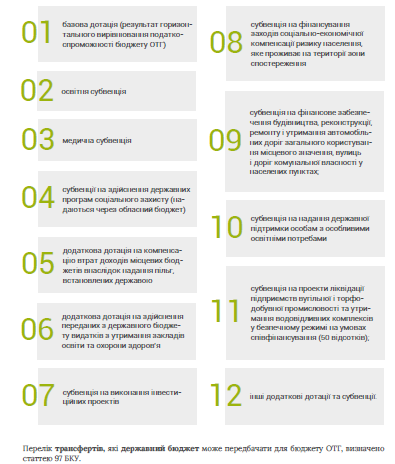 01
базова дотація (результат горизон-
тального вирівнювання податко-
спроможності бюджету ОТГ)
02
освітня субвенція
03
медична субвенція
04
субвенції на здійснення державних
програм соціального захисту (на-
даються через обласний бюджет)
05
додаткова дотація на компенса-
цію втрат доходів місцевих бюд-
жетів внаслідок надання пільг,
встановлених державою
06
додаткова дотація на здійснення
переданих з державного бюдже-
ту видатків з утримання закладів
освіти та охорони здоров'я
07
субвенція на виконання інвести-
ційних проектів
08
субвенція на фінансування
заходів соціально-економічної
компенсації ризику населення,
яке проживає на території зони
спостереження
09
субвенція на фінансове забезпе-
чення будівництва, реконструкції,
ремонту і утримання автомобіль-
них доріг загального користуван-
ня місцевого значення, вулиць
і доріг комунальної власності у
населених пунктах;
10
субвенція на надання державної
підтримки особам з особливими
освітніми потребами
11
субвенція на проекти ліквідації
підприємств вугільної і торфо-
добувної промисловості та утри-
мання водовідливних комплексів
у безпечному режимі на умовах
співфінансування (50 відсотків);
12
інші додаткові дотації та субвенції
Перелік трансфертів, які державний бюджет може передбачати для бюджету ОТГ, визначено
статтею 97 БКУ.